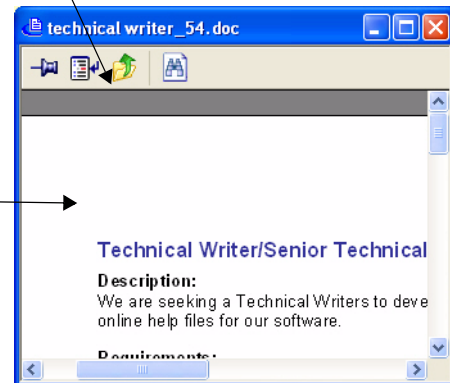 technical writer_54.doc
Technical Writer/Senior Technical
Description:
We are seeking a Technical Writers to deve
online help files for our software.
Requirements: